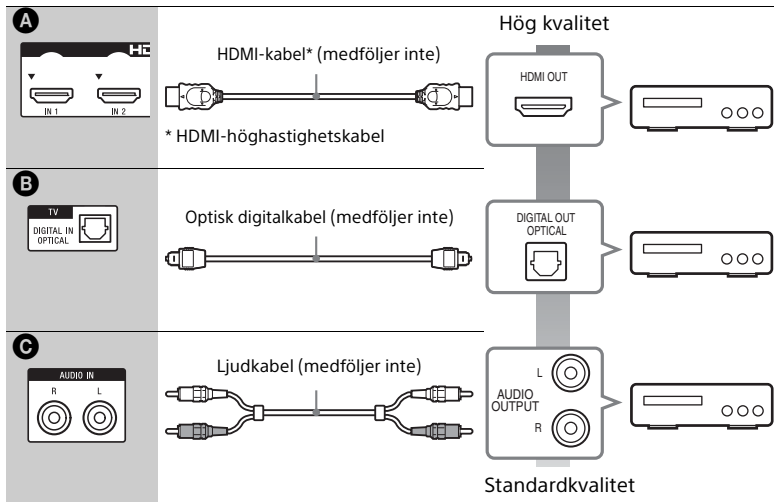 A
Hög kvalitet
HDMI-kabel* (medföljer inte)
HDMI OUT
IN 1
IN 2
* HDMI-höghastighetskabel
B
TV
DIGITAL IN
OPTICAL
Optisk digitalkabel (medföljer inte)
DIGITAL OUT
OPTICAL
C
AUDIO IN
R
L
Ljudkabel (medföljer inte)
L
AUDIO
OUTPUT
R
Standardkvalitet